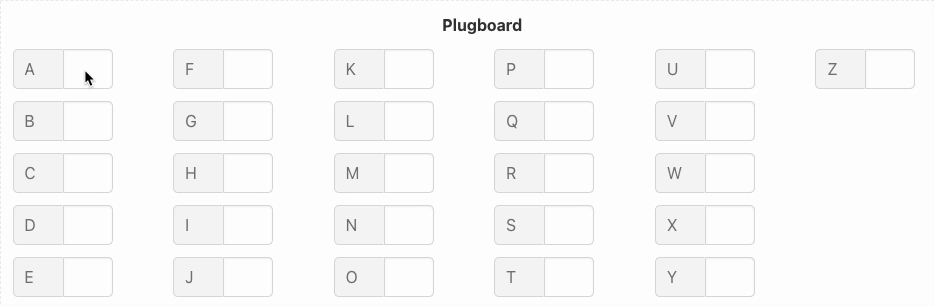 Plugboard
A F K P U Z
B G L Q V
C H M R W
D I N S X
E J O T Y